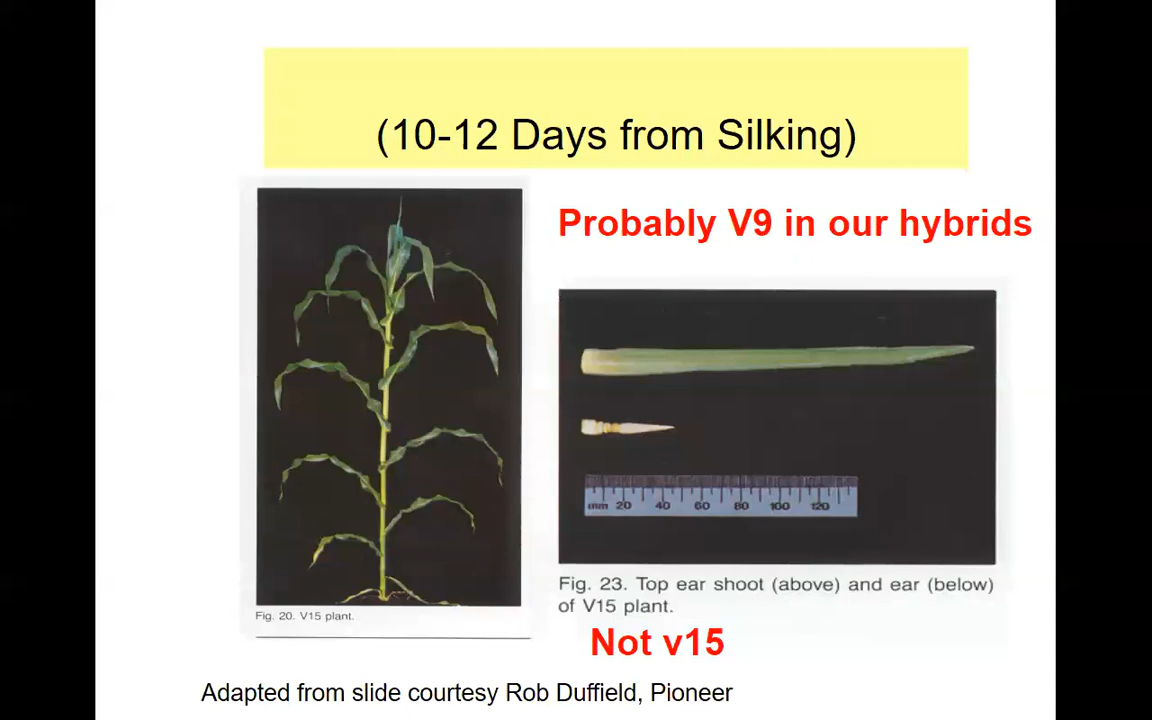 (10-12 Days from Silking)
Probably V9 in our hybrids
mm 20 40 60 80 100 120
Fig. 23. Top ear shoot (above) and ear (below)
of V15 plant.
Fig. 20. V15 plant.
Not v15
Adapted from slide courtesy Rob Duffield, Pioneer